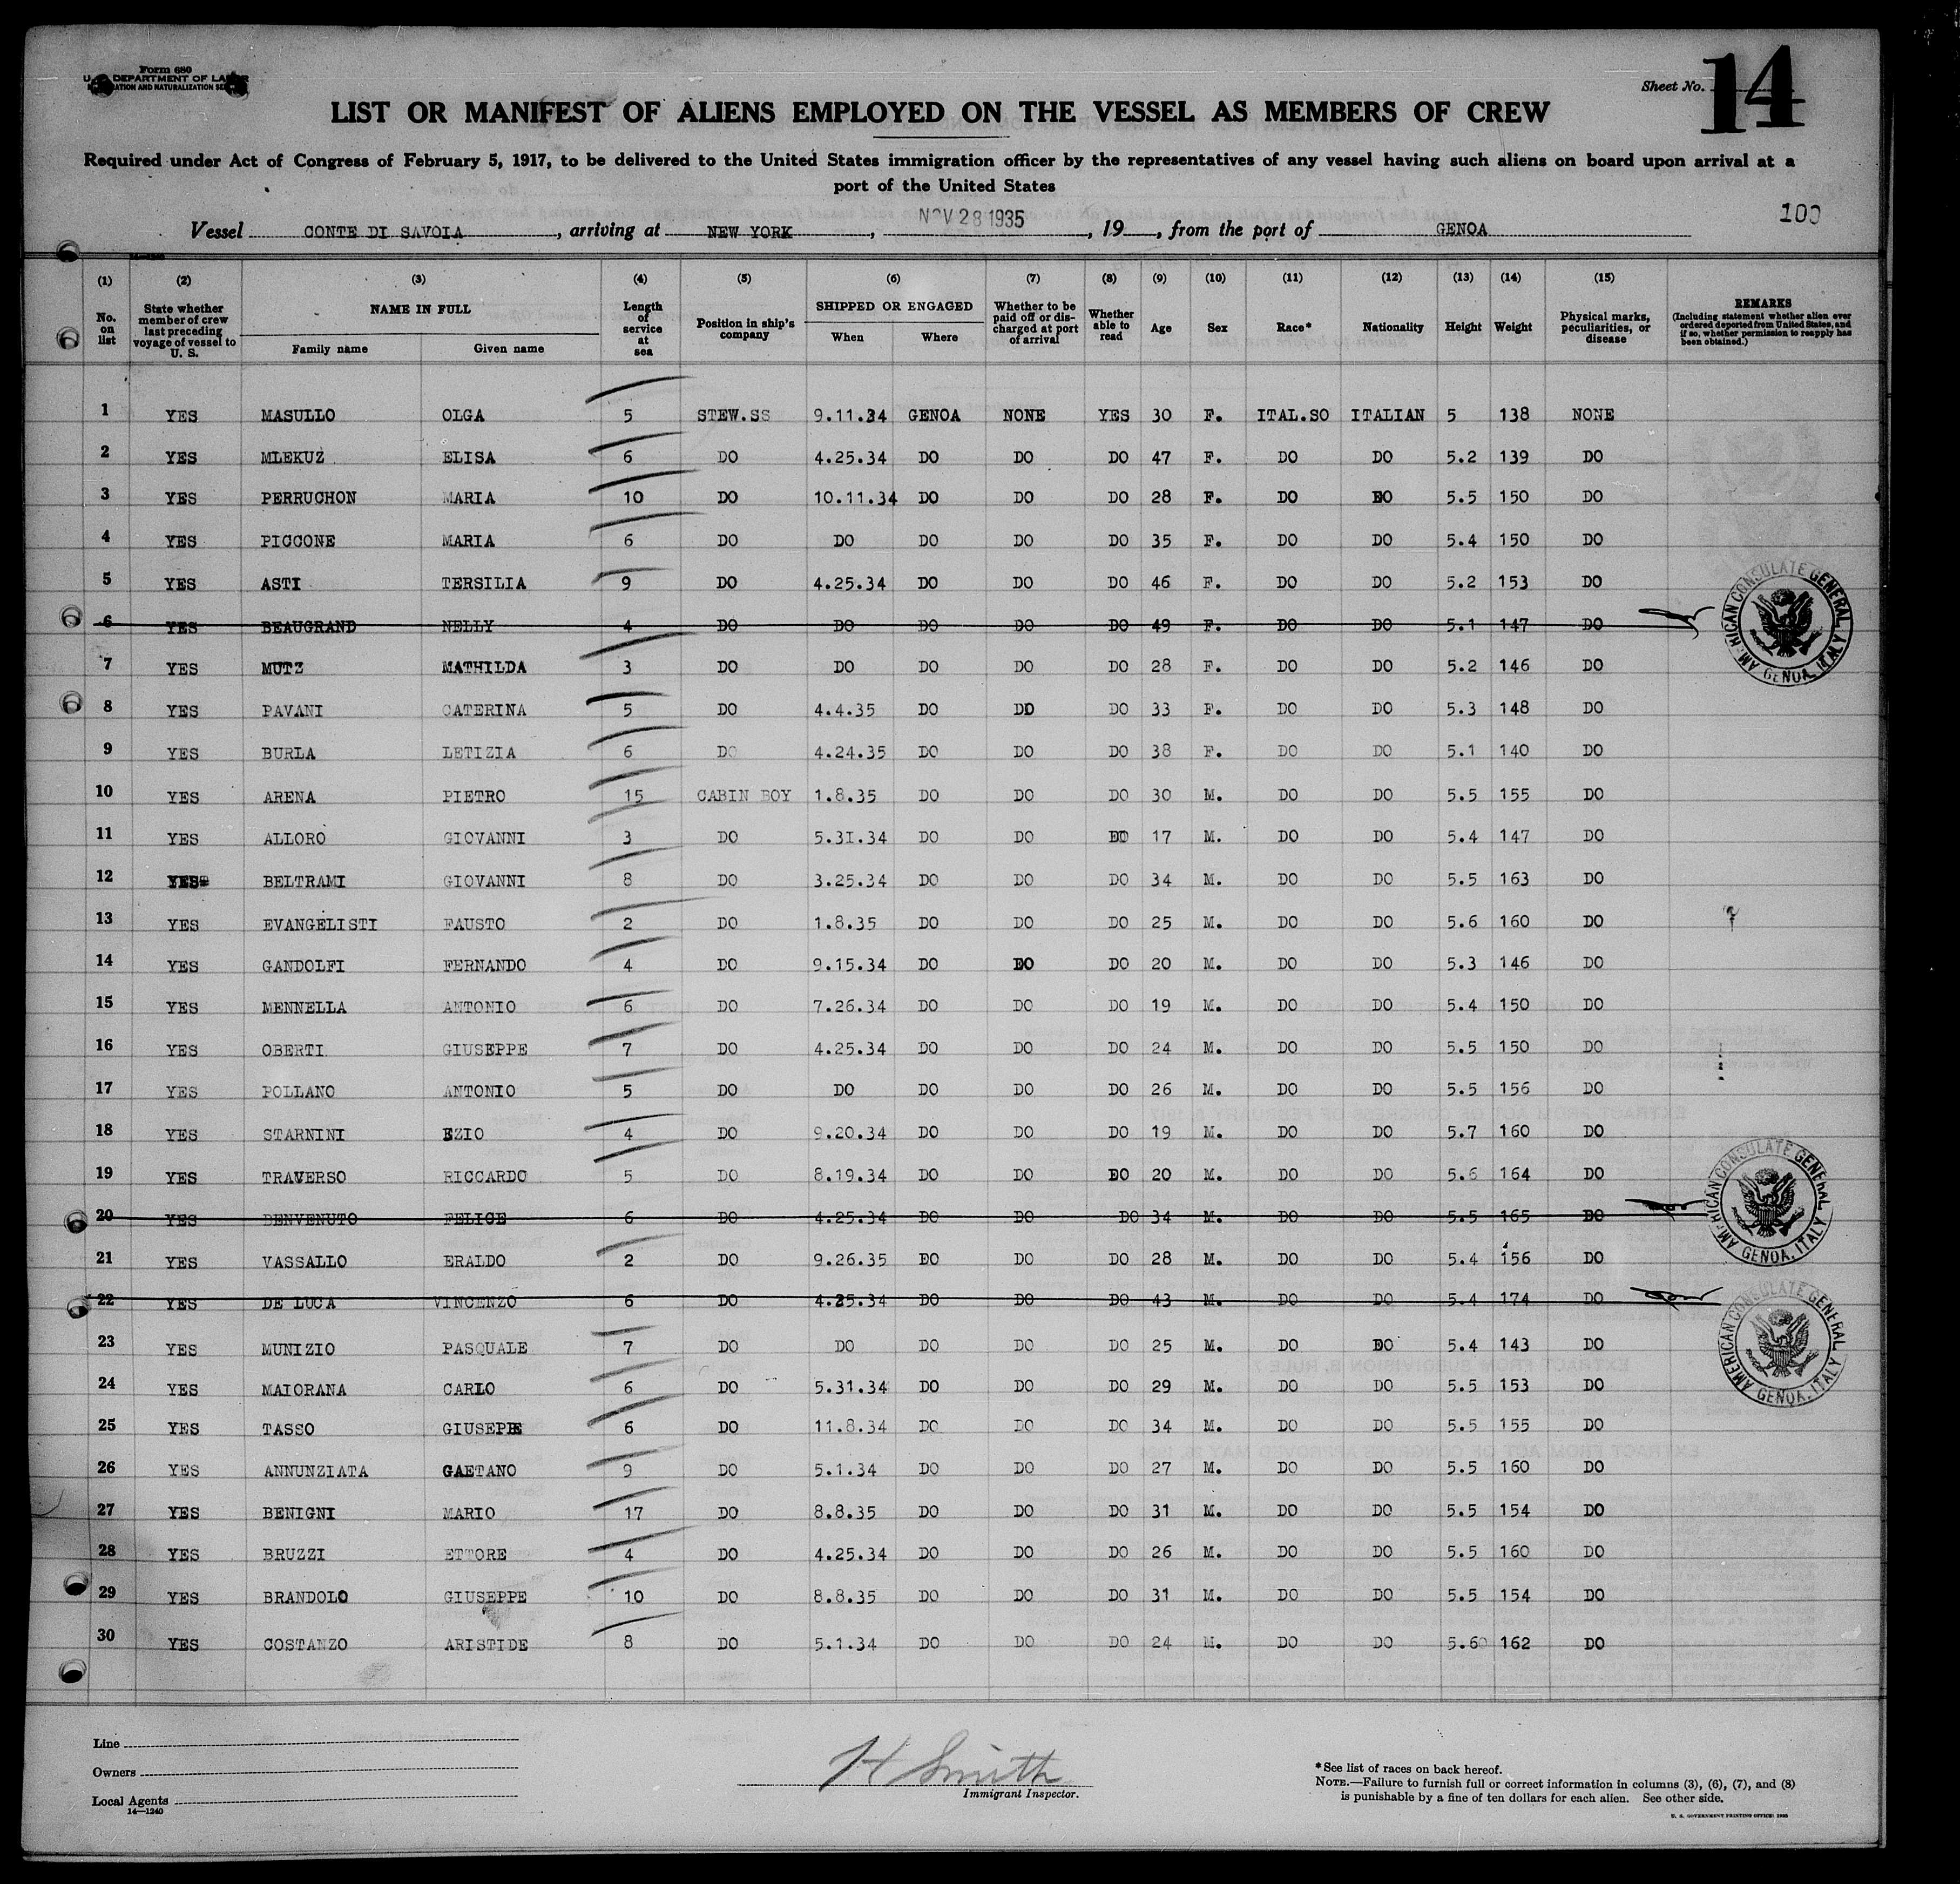 Form 680
U. S. DEPARTMENT OF LABOR
IMMIGRATION AND NATURALIZATION SERVICE
Sheet No. 14
LIST OR MANIFEST OF ALIENS EMPLOYED ON THE VESSEL AS MEMBERS OF CREW
Required under Act of Congress of February 5, 1917, to be delivered to the United States immigration officer by the representatives of any vessel having such aliens on board upon arrival at a
port of the United States
100
Vessel CONTE DI SAVOIA, arriving at NEW YORK, NOV 28 1935, 19, from the port of GENOA
(1) (2) (3) (4) (5) (6) (7) (8) (9) (10) (11) (12) (13) (14) (15)
No. on list State whether member of crew last preceding voyage of vessel to U. S. NAME IN FULL Family name Given name Length of service at sea Position in ship's company SHIPPED OR ENGAGED When Where Whether to be paid off or discharged at port of arrival Whether able to read Age Sex Race* Nationality Height Weight Physical marks, peculiarities, or disease REMARKS (Including statement whether alien ever ordered deported from United States, and if so, whether permission to reapply has been obtained.)
1 YES MASULLO OLGA 5 STEW.SS 9.11.34 GENOA NONE YES 30 F. ITAL.SO ITALIAN 5 138 NONE
2 YES MLEKUZ ELISA 6 DO 4.25.34 DO DO DO 47 F. DO DO 5.2 139 DO
3 YES PERRUCHON MARIA 10 DO 10.11.34 DO DO DO 28 F. DO DO 5.5 150 DO
4 YES PICCONE MARIA 6 DO DO DO DO DO 35 F. DO DO 5.4 150 DO
5 YES ASTI TERSILIA 9 DO 4.25.34 DO DO DO 46 F. DO DO 5.2 153 DO
6 YES BEAUGRAND NELLY 4 DO DO DO DO DO 49 F. DO DO 5.1 147 DO
7 YES MUTZ MATHILDA 3 DO DO DO DO DO 28 F. DO DO 5.2 146 DO
8 YES PAVANI CATERINA 5 DO 4.4.35 DO DO DO 33 F. DO DO 5.3 148 DO
9 YES BURLA LETIZIA 6 DO 4.24.35 DO DO DO 38 F. DO DO 5.1 140 DO
10 YES ARENA PIETRO 15 CABIN BOY 1.8.35 DO DO DO 30 M. DO DO 5.5 155 DO
11 YES ALLORO GIOVANNI 3 DO 5.31.34 DO DO DO 17 M. DO DO 5.4 147 DO
12 YES BELTRAMI GIOVANNI 8 DO 3.25.34 DO DO DO 34 M. DO DO 5.5 163 DO
13 YES EVANGELISTI FAUSTO 2 DO 1.8.35 DO DO DO 25 M. DO DO 5.6 160 DO
14 YES GANDOLFI FERNANDO 4 DO 9.15.34 DO DO DO 20 M. DO DO 5.3 146 DO
15 YES MENNELLA ANTONIO 6 DO 7.26.34 DO DO DO 19 M. DO DO 5.4 150 DO
16 YES OBERTI GIUSEPPE 7 DO 4.25.34 DO DO DO 24 M. DO DO 5.5 150 DO
17 YES POLLANO ANTONIO 5 DO DO DO DO DO 26 M. DO DO 5.5 156 DO
18 YES STARNINI EZIO 4 DO 9.20.34 DO DO DO 19 M. DO DO 5.7 160 DO
19 YES TRAVERSO RICCARDO 5 DO 8.19.34 DO DO DO 20 M. DO DO 5.6 164 DO
20 YES BENVENUTO FELICE 6 DO 4.25.34 DO DO DO 34 M. DO DO 5.5 165 DO
21 YES VASSALLO ERALDO 2 DO 9.26.35 DO DO DO 28 M. DO DO 5.4 156 DO
22 YES DE LUCA VINCENZO 6 DO 4.25.34 DO DO DO 43 M. DO DO 5.4 174 DO
23 YES MUNIZIO PASQUALE 7 DO DO DO DO DO 25 M. DO DO 5.4 143 DO
24 YES MAIORANA CARLO 6 DO 5.31.34 DO DO DO 29 M. DO DO 5.5 153 DO
25 YES TASSO GIUSEPPE 6 DO 11.8.34 DO DO DO 34 M. DO DO 5.5 155 DO
26 YES ANNUNZIATA GAETANO 9 DO 5.1.34 DO DO DO 27 M. DO DO 5.5 160 DO
27 YES BENIGNI MARIO 17 DO 8.8.35 DO DO DO 31 M. DO DO 5.5 154 DO
28 YES BRUZZI ETTORE 4 DO 4.25.34 DO DO DO 26 M. DO DO 5.5 160 DO
29 YES BRANDOLO GIUSEPPE 10 DO 8.8.35 DO DO DO 31 M. DO DO 5.5 154 DO
30 YES COSTANZO ARISTIDE 8 DO 5.1.34 DO DO DO 24 M. DO DO 5.60 162 DO
AMERICAN CONSULATE GENERAL GENOA, ITALY
AMERICAN CONSULATE GENERAL GENOA, ITALY
AMERICAN CONSULATE GENERAL GENOA, ITALY
Line
Owners
Local Agents
14—1240
H Smith
Immigrant Inspector.
*See list of races on back hereof.
NOTE.—Failure to furnish full or correct information in columns (3), (6), (7), and (8)
is punishable by a fine of ten dollars for each alien. See other side.
U. S. GOVERNMENT PRINTING OFFICE